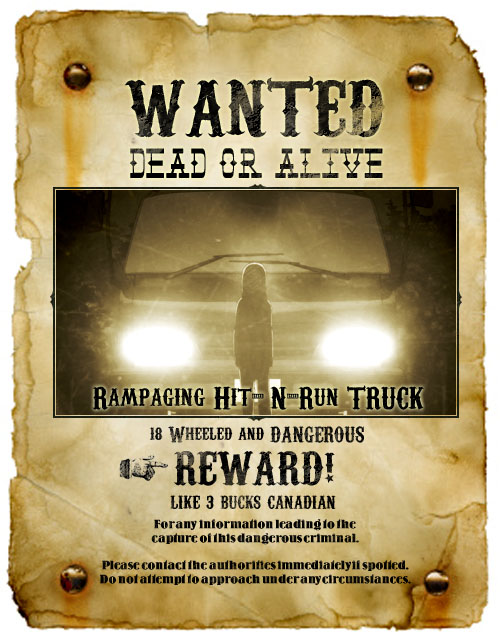 WANTED
DEAD OR ALIVE
RAMPAGING HIT-N-RUN TRUCK
18 WHEELED AND DANGEROUS
REWARD!
LIKE 3 BUCKS CANADIAN
For any information leading to the
capture of this dangerous criminal.
Please contact the authorities immediately if spotted.
Do not attempt to approach under any circumstances.